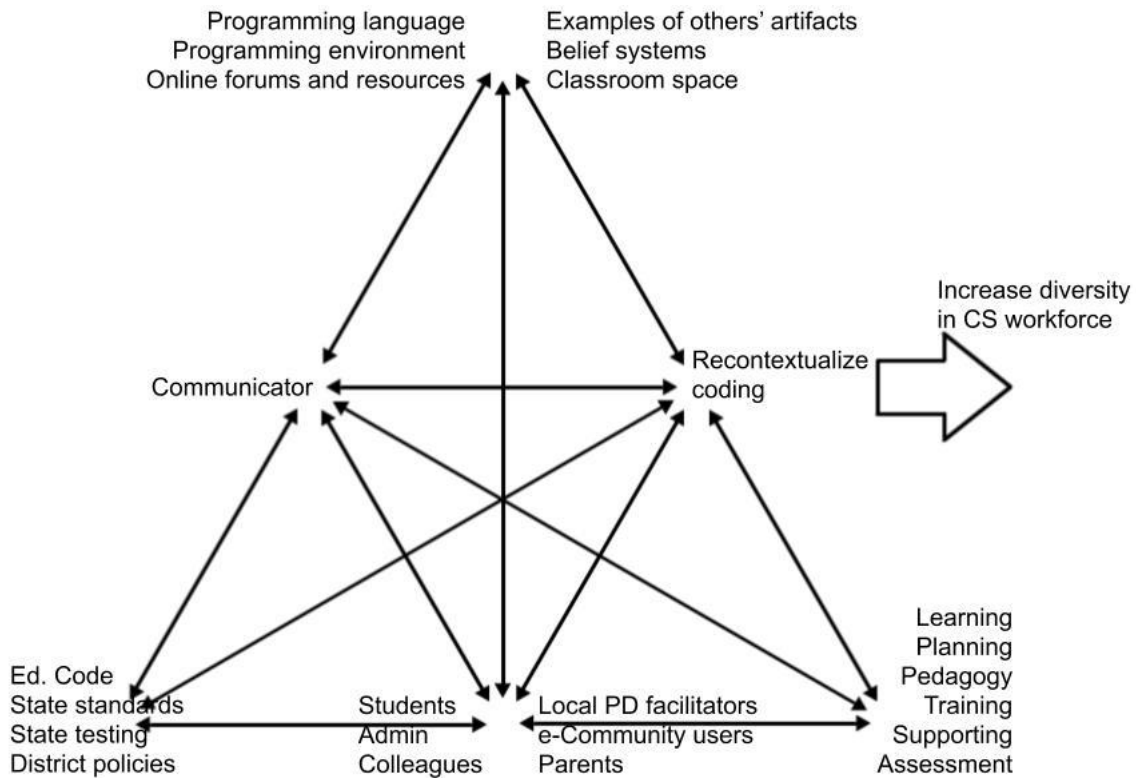 Programming language
Programming environment
Online forums and resources
Examples of others’ artifacts
Belief systems
Classroom space
Increase diversity
in CS workforce
Communicator
Recontextualize
coding
Ed. Code
State standards
State testing
District policies
Students
Admin
Colleagues
Local PD facilitators
e-Community users
Parents
Learning
Planning
Pedagogy
Training
Supporting
Assessment